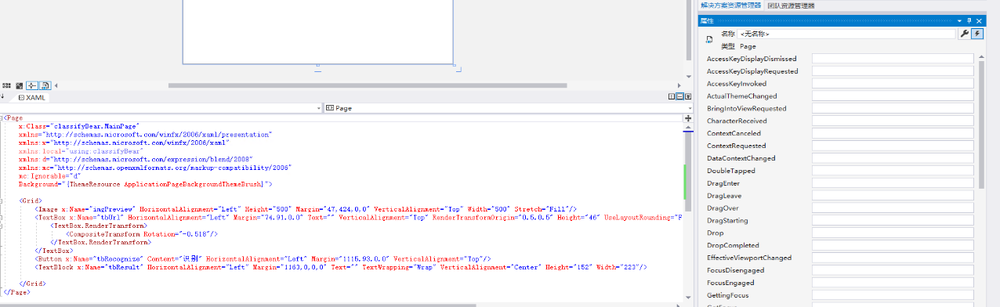 解决方案资源管理器 团队资源管理器
属性
名称 <无名称>
类型 Page
AccessKeyDisplayDismissed
AccessKeyDisplayRequested
AccessKeyInvoked
ActualThemeChanged
BringIntoViewRequested
CharacterReceived
ContextCanceled
ContextRequested
DataContextChanged
DoubleTapped
DragEnter
DragLeave
DragOver
DragStarting
Drop
DropCompleted
EffectiveViewportChanged
FocusDisengaged
FocusEngaged
GettingFocus
XAML
Page
<Page
x:Class="classifyBear.MainPage"
xmlns="http://schemas.microsoft.com/winfx/2006/xaml/presentation"
xmlns:x="http://schemas.microsoft.com/winfx/2006/xaml"
xmlns:local="using:classifyBear"
xmlns:d="http://schemas.microsoft.com/expression/blend/2008"
xmlns:mc="http://schemas.openxmlformats.org/markup-compatibility/2006"
mc:Ignorable="d"
Background="{ThemeResource ApplicationPageBackgroundThemeBrush}">
<Grid>
<Image x:Name="imgPreview" HorizontalAlignment="Left" Height="500" Margin="47,424,0,0" VerticalAlignment="Top" Width="500" Stretch="Fill"/>
<TextBox x:Name="tbUrl" HorizontalAlignment="Left" Margin="74,91,0,0" Text="" VerticalAlignment="Top" RenderTransformOrigin="0.5,0.5" Height="46" UseLayoutRounding="F
<TextBox.RenderTransform>
<CompositeTransform Rotation="-0.518"/>
</TextBox.RenderTransform>
</TextBox>
<Button x:Name="tbRecognize" Content="识别" HorizontalAlignment="Left" Margin="1116,93,0,0" VerticalAlignment="Top"/>
<TextBlock x:Name="tbResult" HorizontalAlignment="Left" Margin="1163,0,0,0" Text="" TextWrapping="Wrap" VerticalAlignment="Center" Height="152" Width="223"/>
</Grid>
</Page>